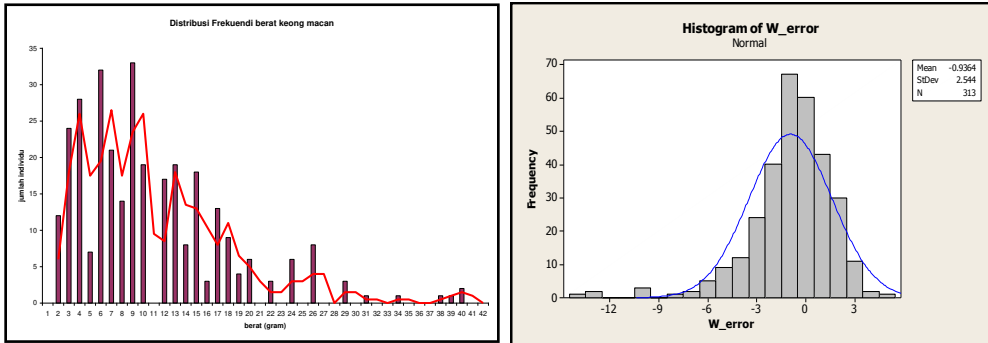 Distribusi Frekuendi berat keong macan
35
30
25
20
15
10
5
0
jumlah individu
1 2 3 4 5 6 7 8 9 10 11 12 13 14 15 16 17 18 19 20 21 22 23 24 25 26 27 28 29 30 31 32 33 34 35 36 37 38 39 40 41 42
berat (gram)
Histogram of W_error
Normal
Mean -0.9364
StDev 2.544
N 313
70
60
50
40
30
20
10
0
Frequency
-12 -9 -6 -3 0 3
W_error